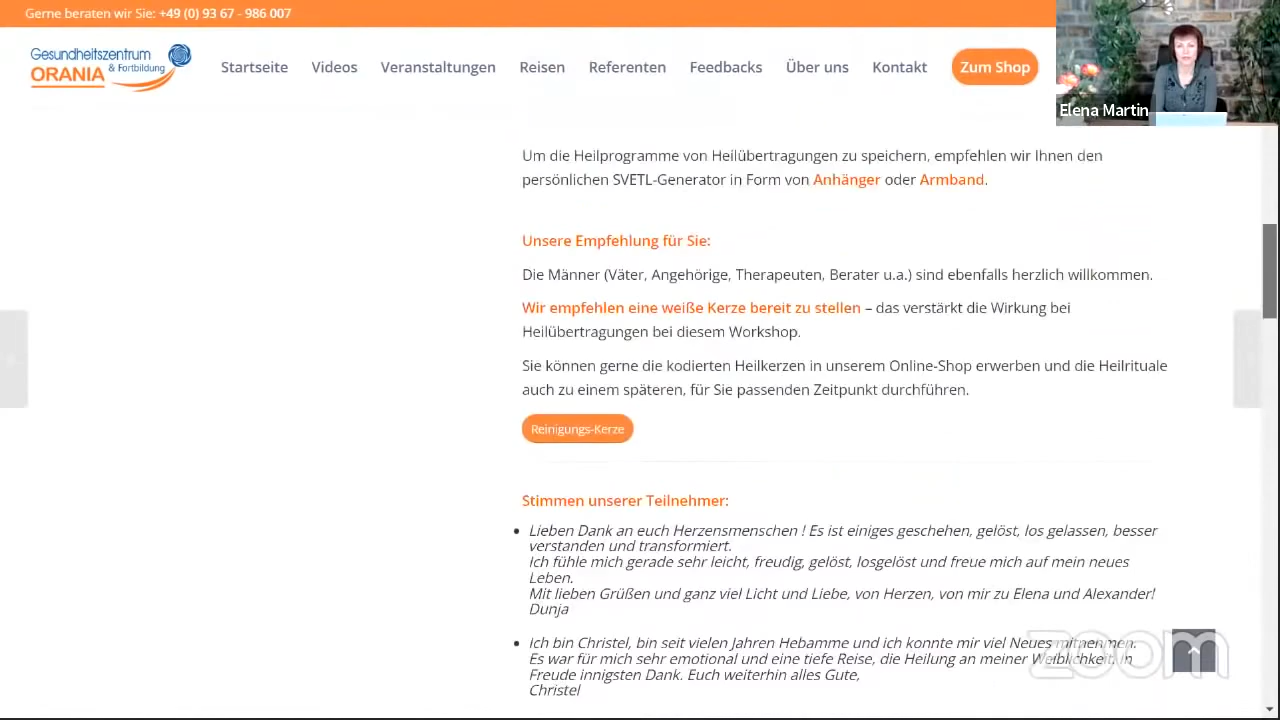 Gerne beraten wir Sie: +49 (0) 93 67 - 986 007
Gesundheitszentrum
ORANIA & Fortbildung
Startseite Videos Veranstaltungen Reisen Referenten Feedbacks Über uns Kontakt Zum Shop
Elena Martin
Um die Heilprogramme von Heilübertragungen zu speichern, empfehlen wir Ihnen den
persönlichen SVETL-Generator in Form von Anhänger oder Armband.
Unsere Empfehlung für Sie:
Die Männer (Väter, Angehörige, Therapeuten, Berater u.a.) sind ebenfalls herzlich willkommen.
Wir empfehlen eine weiße Kerze bereit zu stellen – das verstärkt die Wirkung bei
Heilübertragungen bei diesem Workshop.
Sie können gerne die kodierten Heilkerzen in unserem Online-Shop erwerben und die Heilrituale
auch zu einem späteren, für Sie passenden Zeitpunkt durchführen.
Reinigungs-Kerze
Stimmen unserer Teilnehmer:
Lieben Dank an euch Herzensmenschen ! Es ist einiges geschehen, gelöst, los gelassen, besser
verstanden und transformiert.
Ich fühle mich gerade sehr leicht, freudig, gelöst, losgelöst und freue mich auf mein neues
Leben.
Mit lieben Grüßen und ganz viel Licht und Liebe, von Herzen, von mir zu Elena und Alexander!
Dunja
Ich bin Christel, bin seit vielen Jahren Hebamme und ich konnte mir viel Neues mitnehmen.
Es war für mich sehr emotional und eine tiefe Reise, die Heilung an meiner Weiblichkeit. In
Freude innigsten Dank. Euch weiterhin alles Gute,
Christel
zoom